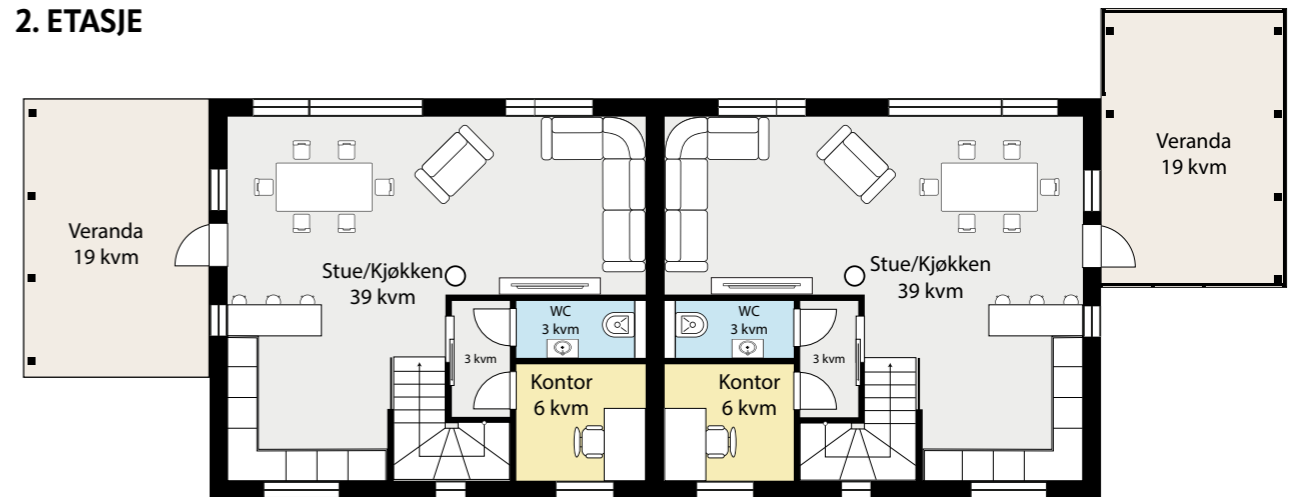 2. ETASJE
Veranda
19 kvm
Stue/Kjøkken
39 kvm
WC
3 kvm
3 kvm
Kontor
6 kvm
WC
3 kvm
3 kvm
Kontor
6 kvm
Stue/Kjøkken
39 kvm
Veranda
19 kvm